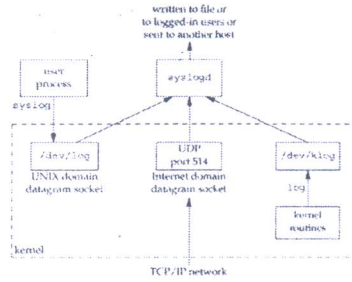 written to file or
to logged-in users or
sent to another host
user
process
syslogd
syslog
/dev/log
UNIX domain
datagram socket
UDP
port 514
Internet domain
datagram socket
/dev/klog
log
kernel
routines
kernel
TCP/IP network